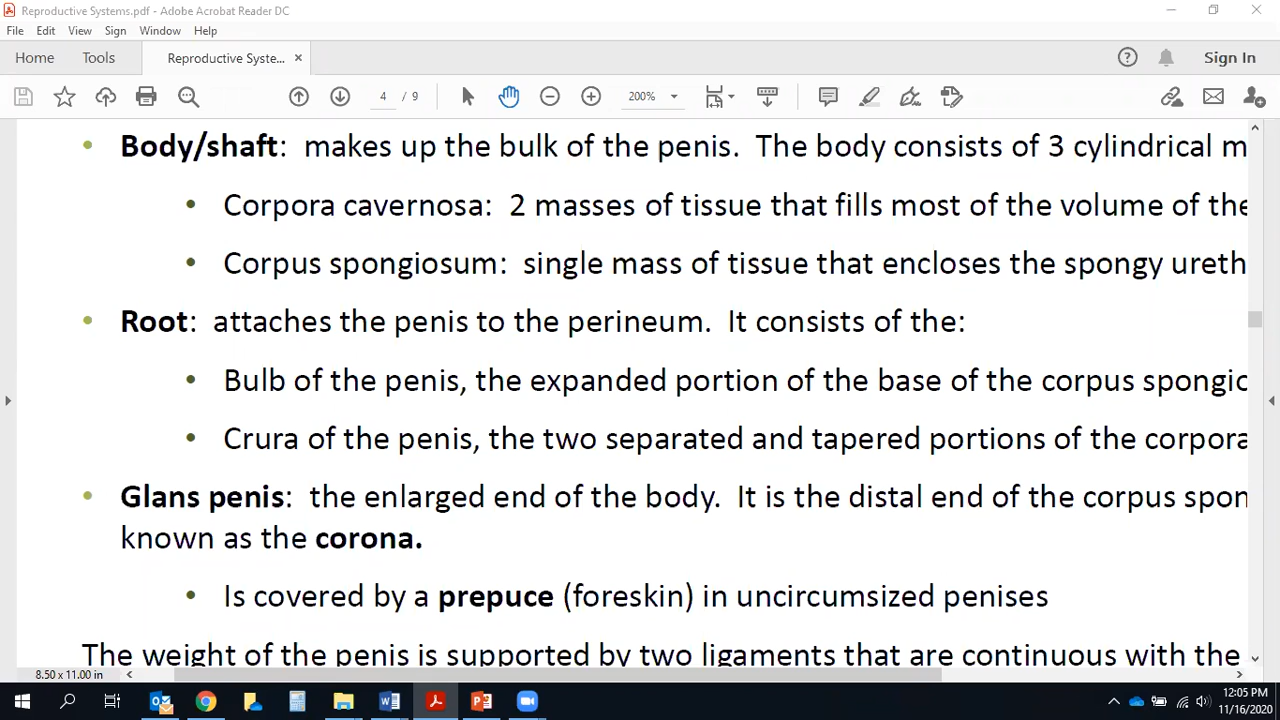 Reproductive Systems.pdf - Adobe Acrobat Reader DC
File Edit View Sign Window Help
Home Tools Reproductive Syste... × Sign In
4 / 9 200%
• Body/shaft: makes up the bulk of the penis. The body consists of 3 cylindrical m
• Corpora cavernosa: 2 masses of tissue that fills most of the volume of the
• Corpus spongiosum: single mass of tissue that encloses the spongy ureth
• Root: attaches the penis to the perineum. It consists of the:
• Bulb of the penis, the expanded portion of the base of the corpus spongio
• Crura of the penis, the two separated and tapered portions of the corpora
• Glans penis: the enlarged end of the body. It is the distal end of the corpus spon
known as the corona.
• Is covered by a prepuce (foreskin) in uncircumsized penises
The weight of the penis is supported by two ligaments that are continuous with the
8.50 x 11.00 in
12:05 PM
11/16/2020